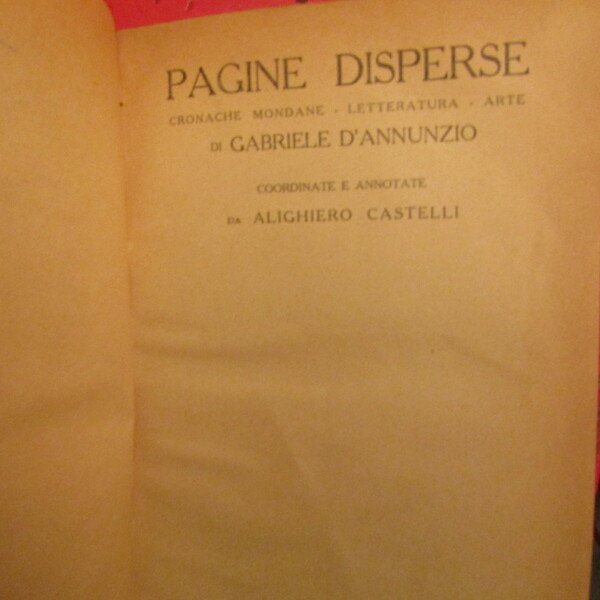 PAGINE DISPERSE
CRONACHE MONDANE · LETTERATURA · ARTE
DI GABRIELE D'ANNUNZIO
COORDINATE E ANNOTATE
DA ALIGHIERO CASTELLI